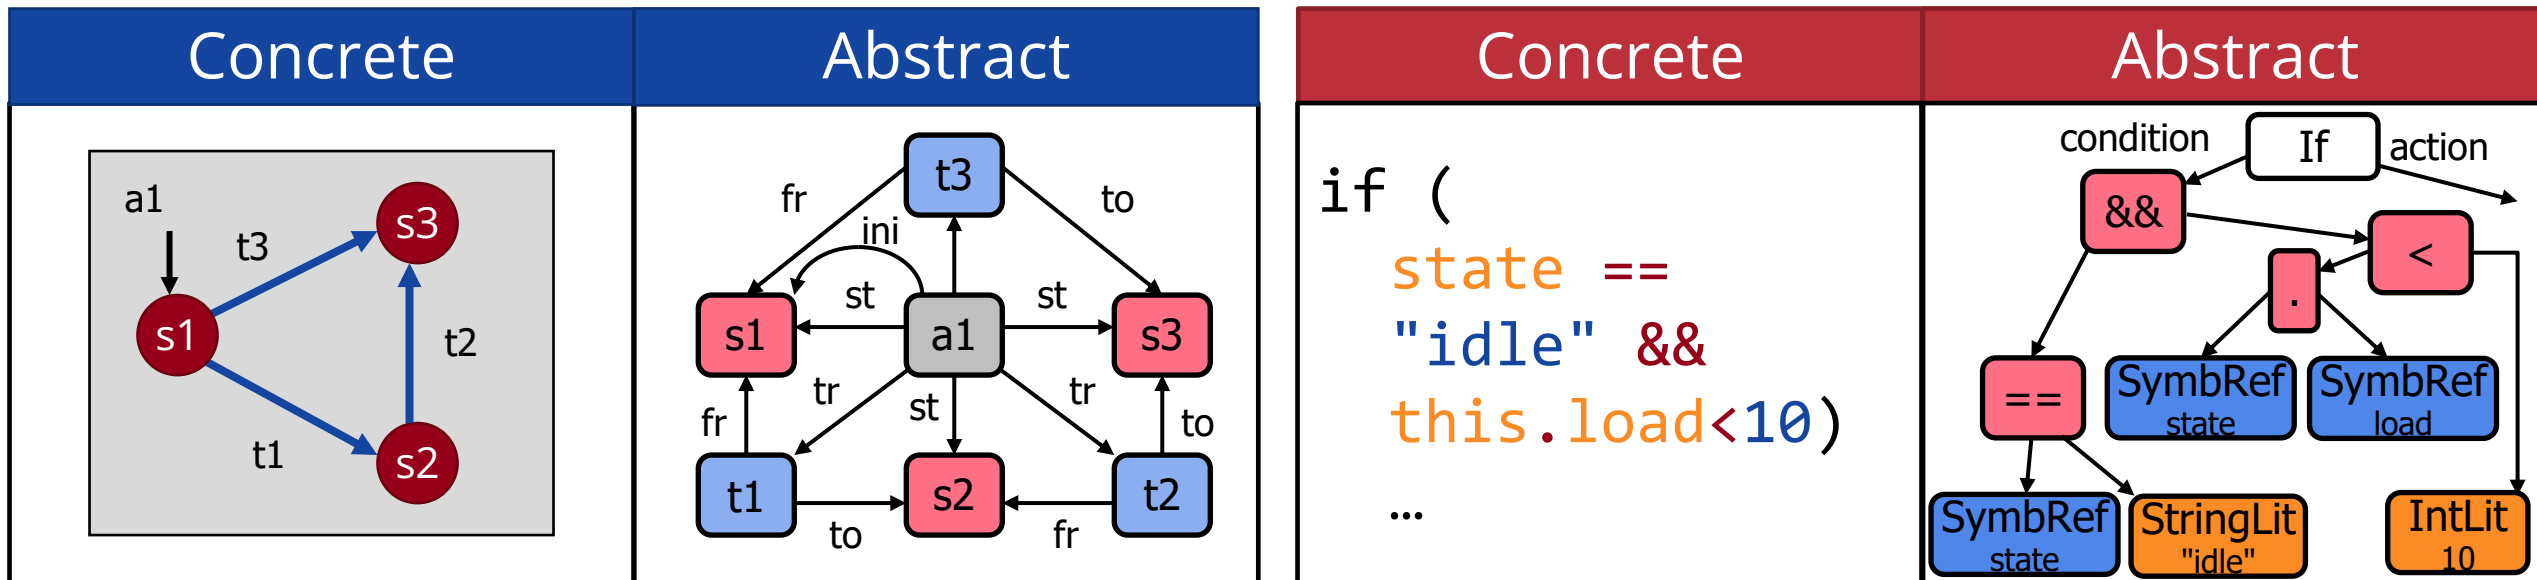 Concrete
Abstract
Concrete
Abstract
a1
s3
t3
s1
t2
t1
s2
t3
fr
to
ini
st
st
s1
a1
s3
tr
st
tr
fr
to
t1
s2
t2
to
fr
if (
state ==
"idle" &&
this.load<10)
…
condition
If
action
&&
<
.
==
SymbRef
state
SymbRef
load
SymbRef
state
StringLit
"idle"
IntLit
10